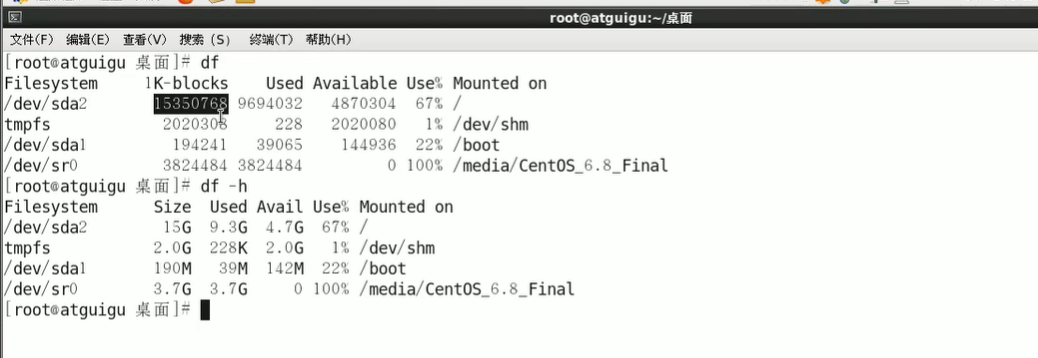 root@atguigu:~/桌面
文件(F) 编辑(E) 查看(V) 搜索 (S) 终端(T) 帮助(H)
[root@atguigu 桌面]# df
Filesystem     1K-blocks    Used Available Use% Mounted on
/dev/sda2       15350768 9694032   4870304  67% /
tmpfs            2020308     228   2020080   1% /dev/shm
/dev/sda1         194241   39065    144936  22% /boot
/dev/sr0         3824484 3824484         0 100% /media/CentOS_6.8_Final
[root@atguigu 桌面]# df -h
Filesystem      Size  Used Avail Use% Mounted on
/dev/sda2        15G  9.3G  4.7G  67% /
tmpfs           2.0G  228K  2.0G   1% /dev/shm
/dev/sda1       190M   39M  142M  22% /boot
/dev/sr0        3.7G  3.7G     0 100% /media/CentOS_6.8_Final
[root@atguigu 桌面]#